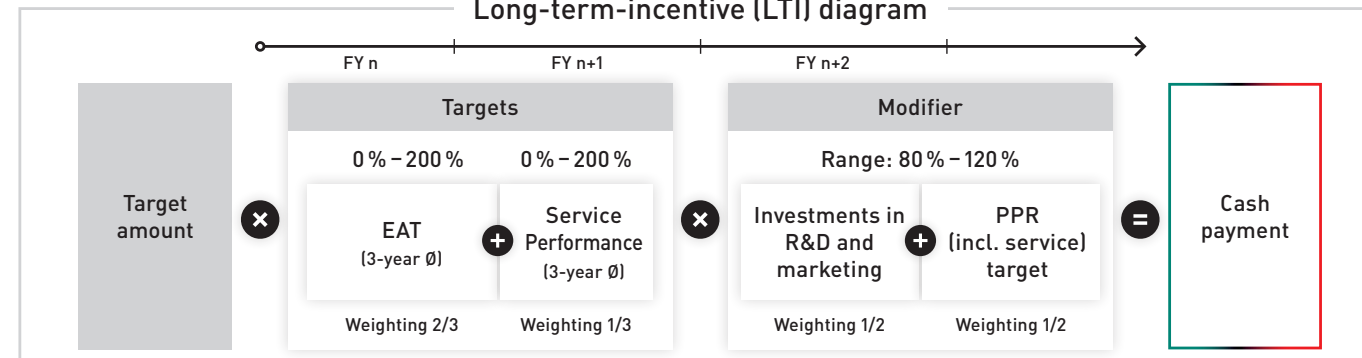 Long-term-incentive (LTI) diagram
FY n
FY n+1
FY n+2
Target
amount
×
Targets
0 % – 200 %
0 % – 200 %
EAT
(3-year Ø)
+
Service
Performance
(3-year Ø)
Weighting 2/3
Weighting 1/3
×
Modifier
Range: 80 % – 120 %
Investments in
R&D and
marketing
+
PPR
(incl. service)
target
Weighting 1/2
Weighting 1/2
=
Cash
payment